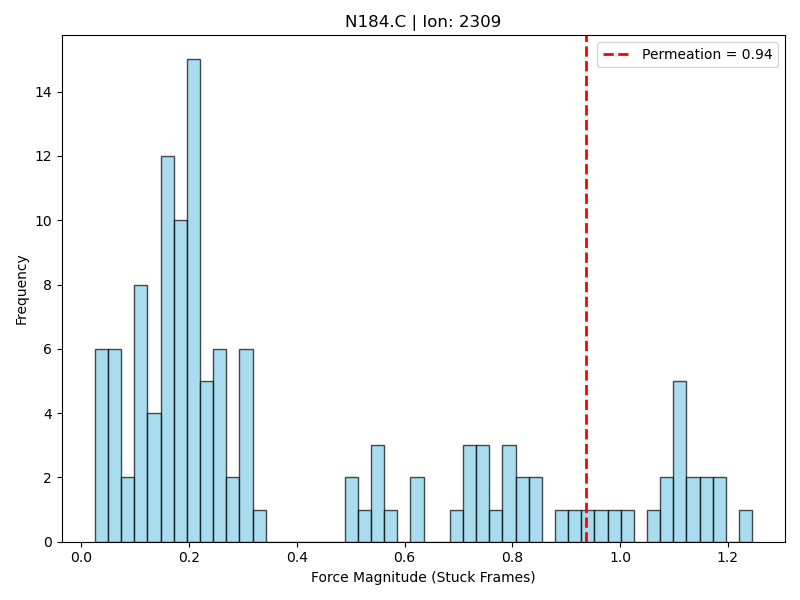 N184.C | Ion: 2309
Permeation = 0.94
Frequency
14
12
10
8
6
4
2
0
0.0 0.2 0.4 0.6 0.8 1.0 1.2
Force Magnitude (Stuck Frames)